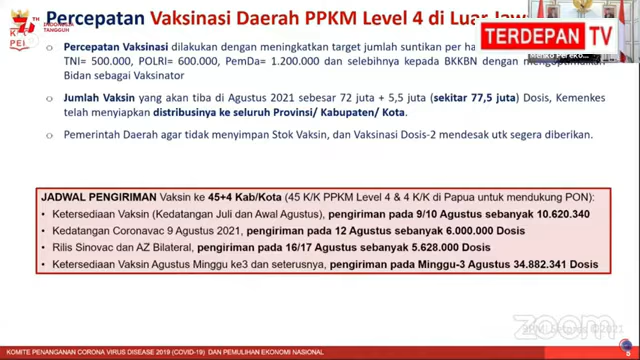 Percepatan Vaksinasi Daerah PPKM Level 4 di Luar Jawa
INDONESIA
TANGGUH
KPC
PEN
TERDEPAN TV
Percepatan Vaksinasi dilakukan dengan meningkatkan target jumlah suntikan per ha
TNI= 500.000, POLRI= 600.000, PemDa= 1.200.000 dan selebihnya kepada BKKBN dengan mengoptimalkan
Bidan sebagai Vaksinator
Jumlah Vaksin yang akan tiba di Agustus 2021 sebesar 72 juta + 5,5 juta (sekitar 77,5 juta) Dosis, Kemenkes
telah menyiapkan distribusinya ke seluruh Provinsi/ Kabupaten/ Kota.
Pemerintah Daerah agar tidak menyimpan Stok Vaksin, dan Vaksinasi Dosis-2 mendesak utk segera diberikan.
JADWAL PENGIRIMAN Vaksin ke 45+4 Kab/Kota (45 K/K PPKM Level 4 & 4 K/K di Papua untuk mendukung PON):
• Ketersediaan Vaksin (Kedatangan Juli dan Awal Agustus), pengiriman pada 9/10 Agustus sebanyak 10.620.340
• Kedatangan Coronavac 9 Agustus 2021, pengiriman pada 12 Agustus sebanyak 6.000.000 Dosis
• Rilis Sinovac dan AZ Bilateral, pengiriman pada 16/17 Agustus sebanyak 5.628.000 Dosis
• Ketersediaan Vaksin Agustus Minggu ke3 dan seterusnya, pengiriman pada Minggu-3 Agustus 34.882.341 Dosis
zoom
KOMITE PENANGANAN CORONA VIRUS DISEASE 2019 (COVID-19) DAN PEMULIHAN EKONOMI NASIONAL